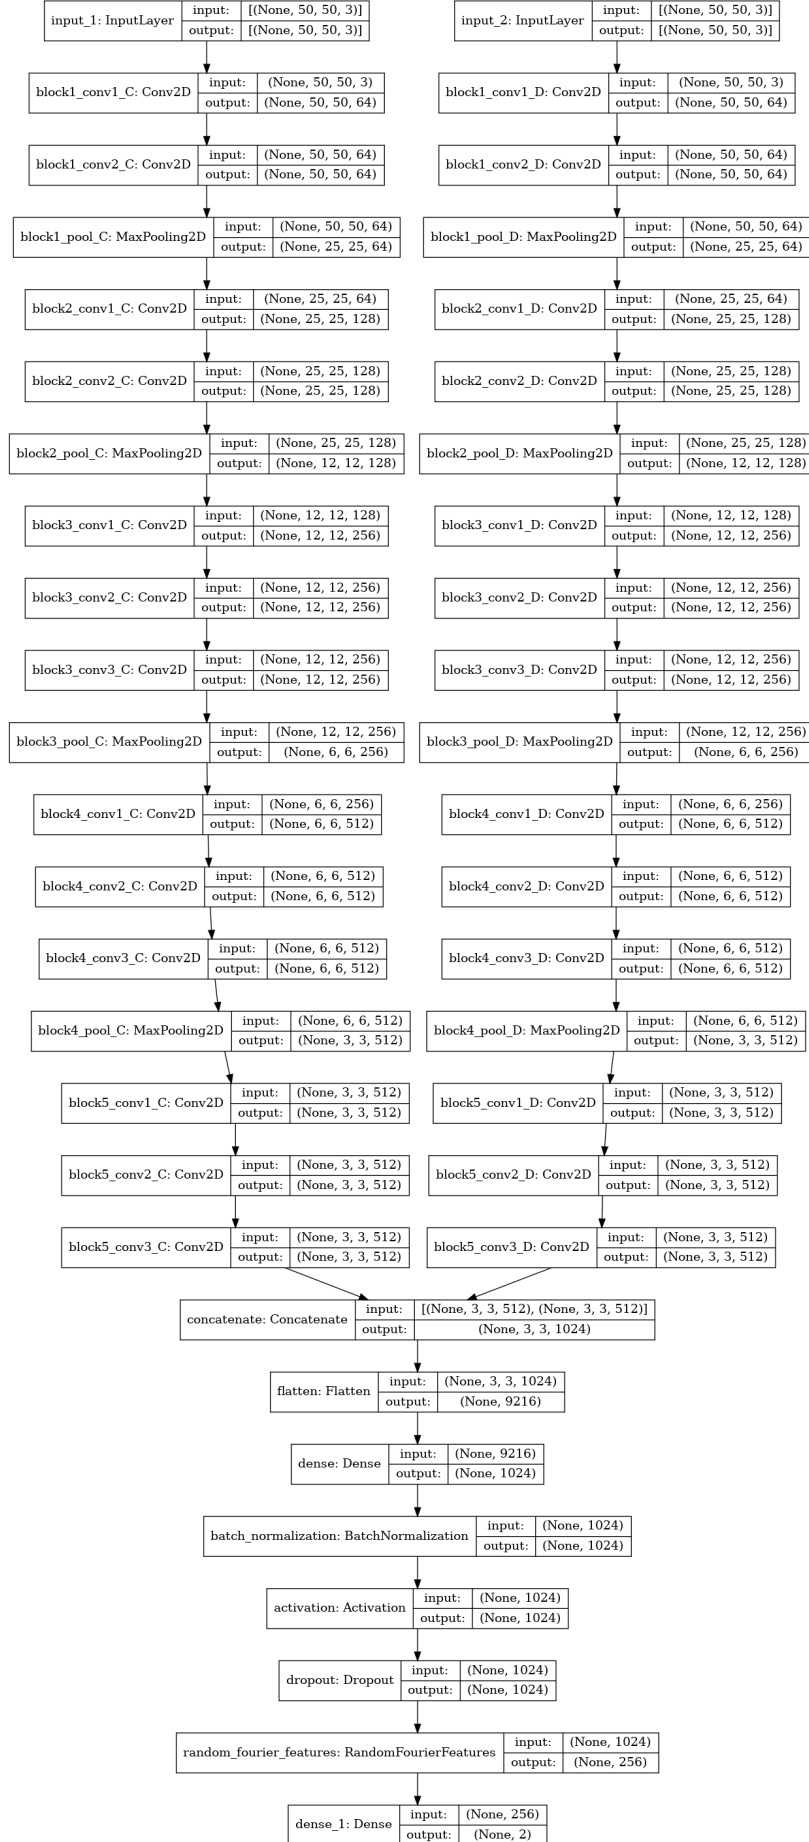 input_1: InputLayer input: [(None, 50, 50, 3)] output: [(None, 50, 50, 3)]
input_2: InputLayer input: [(None, 50, 50, 3)] output: [(None, 50, 50, 3)]
block1_conv1_C: Conv2D input: (None, 50, 50, 3) output: (None, 50, 50, 64)
block1_conv1_D: Conv2D input: (None, 50, 50, 3) output: (None, 50, 50, 64)
block1_conv2_C: Conv2D input: (None, 50, 50, 64) output: (None, 50, 50, 64)
block1_conv2_D: Conv2D input: (None, 50, 50, 64) output: (None, 50, 50, 64)
block1_pool_C: MaxPooling2D input: (None, 50, 50, 64) output: (None, 25, 25, 64)
block1_pool_D: MaxPooling2D input: (None, 50, 50, 64) output: (None, 25, 25, 64)
block2_conv1_C: Conv2D input: (None, 25, 25, 64) output: (None, 25, 25, 128)
block2_conv1_D: Conv2D input: (None, 25, 25, 64) output: (None, 25, 25, 128)
block2_conv2_C: Conv2D input: (None, 25, 25, 128) output: (None, 25, 25, 128)
block2_conv2_D: Conv2D input: (None, 25, 25, 128) output: (None, 25, 25, 128)
block2_pool_C: MaxPooling2D input: (None, 25, 25, 128) output: (None, 12, 12, 128)
block2_pool_D: MaxPooling2D input: (None, 25, 25, 128) output: (None, 12, 12, 128)
block3_conv1_C: Conv2D input: (None, 12, 12, 128) output: (None, 12, 12, 256)
block3_conv1_D: Conv2D input: (None, 12, 12, 128) output: (None, 12, 12, 256)
block3_conv2_C: Conv2D input: (None, 12, 12, 256) output: (None, 12, 12, 256)
block3_conv2_D: Conv2D input: (None, 12, 12, 256) output: (None, 12, 12, 256)
block3_conv3_C: Conv2D input: (None, 12, 12, 256) output: (None, 12, 12, 256)
block3_conv3_D: Conv2D input: (None, 12, 12, 256) output: (None, 12, 12, 256)
block3_pool_C: MaxPooling2D input: (None, 12, 12, 256) output: (None, 6, 6, 256)
block3_pool_D: MaxPooling2D input: (None, 12, 12, 256) output: (None, 6, 6, 256)
block4_conv1_C: Conv2D input: (None, 6, 6, 256) output: (None, 6, 6, 512)
block4_conv1_D: Conv2D input: (None, 6, 6, 256) output: (None, 6, 6, 512)
block4_conv2_C: Conv2D input: (None, 6, 6, 512) output: (None, 6, 6, 512)
block4_conv2_D: Conv2D input: (None, 6, 6, 512) output: (None, 6, 6, 512)
block4_conv3_C: Conv2D input: (None, 6, 6, 512) output: (None, 6, 6, 512)
block4_conv3_D: Conv2D input: (None, 6, 6, 512) output: (None, 6, 6, 512)
block4_pool_C: MaxPooling2D input: (None, 6, 6, 512) output: (None, 3, 3, 512)
block4_pool_D: MaxPooling2D input: (None, 6, 6, 512) output: (None, 3, 3, 512)
block5_conv1_C: Conv2D input: (None, 3, 3, 512) output: (None, 3, 3, 512)
block5_conv1_D: Conv2D input: (None, 3, 3, 512) output: (None, 3, 3, 512)
block5_conv2_C: Conv2D input: (None, 3, 3, 512) output: (None, 3, 3, 512)
block5_conv2_D: Conv2D input: (None, 3, 3, 512) output: (None, 3, 3, 512)
block5_conv3_C: Conv2D input: (None, 3, 3, 512) output: (None, 3, 3, 512)
block5_conv3_D: Conv2D input: (None, 3, 3, 512) output: (None, 3, 3, 512)
concatenate: Concatenate input: [(None, 3, 3, 512), (None, 3, 3, 512)] output: (None, 3, 3, 1024)
flatten: Flatten input: (None, 3, 3, 1024) output: (None, 9216)
dense: Dense input: (None, 9216) output: (None, 1024)
batch_normalization: BatchNormalization input: (None, 1024) output: (None, 1024)
activation: Activation input: (None, 1024) output: (None, 1024)
dropout: Dropout input: (None, 1024) output: (None, 1024)
random_fourier_features: RandomFourierFeatures input: (None, 1024) output: (None, 256)
dense_1: Dense input: (None, 256) output: (None, 2)